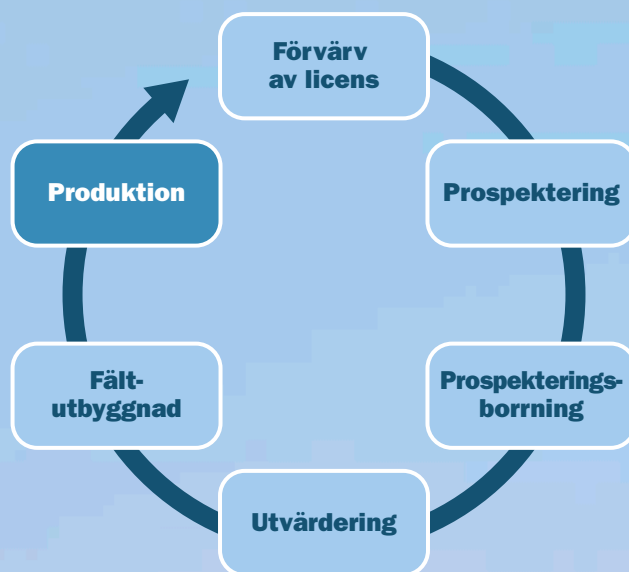 Förvärv
av licens
Prospektering
Prospekterings-
borrning
Utvärdering
Fält-
utbyggnad
Produktion